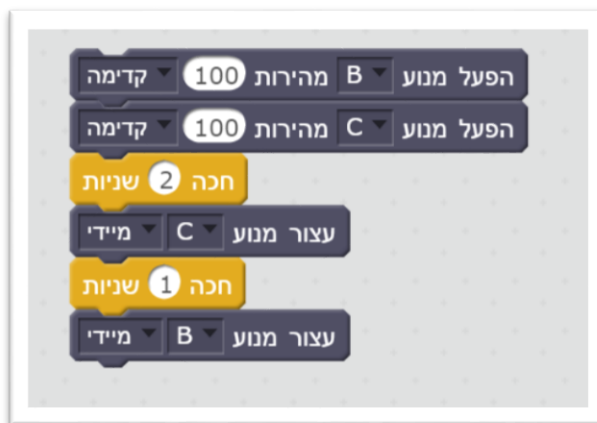 הפעל מנוע B מהירות 100 קדימה
הפעל מנוע C מהירות 100 קדימה
חכה 2 שניות
עצור מנוע C מיידי
חכה 1 שניות
עצור מנוע B מיידי